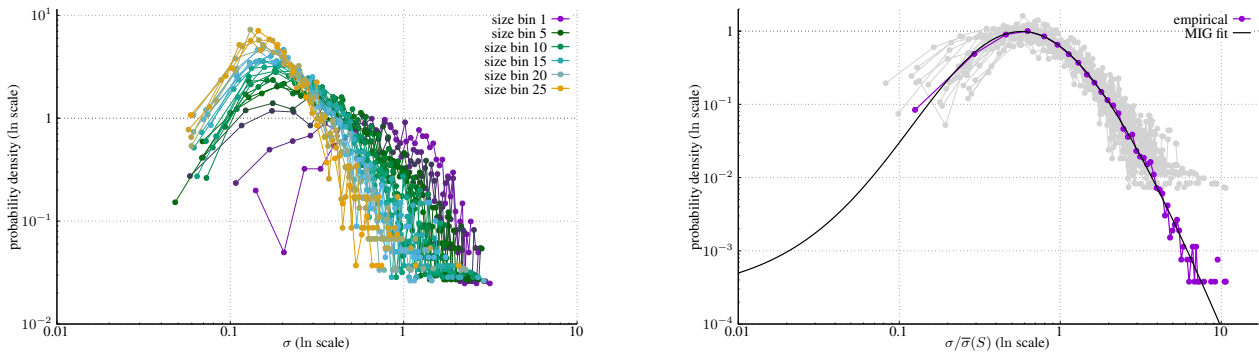 probability density (ln scale)
10^1
1
10^{-1}
10^{-2}
0.01
0.1
1
10
σ (ln scale)
size bin 1
size bin 5
size bin 10
size bin 15
size bin 20
size bin 25
probability density (ln scale)
1
10^{-1}
10^{-2}
10^{-3}
10^{-4}
0.01
0.1
1
10
σ/σ̅(S) (ln scale)
empirical
MIG fit